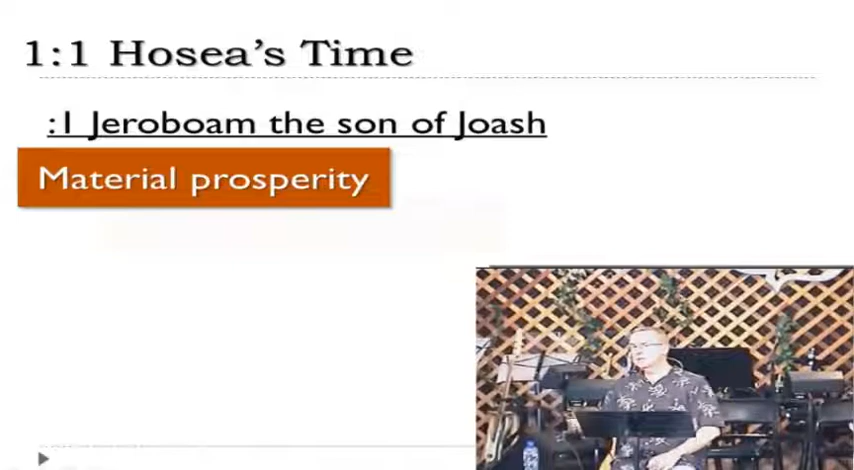 1:1 Hosea's Time
:1 Jeroboam the son of Joash
Material prosperity